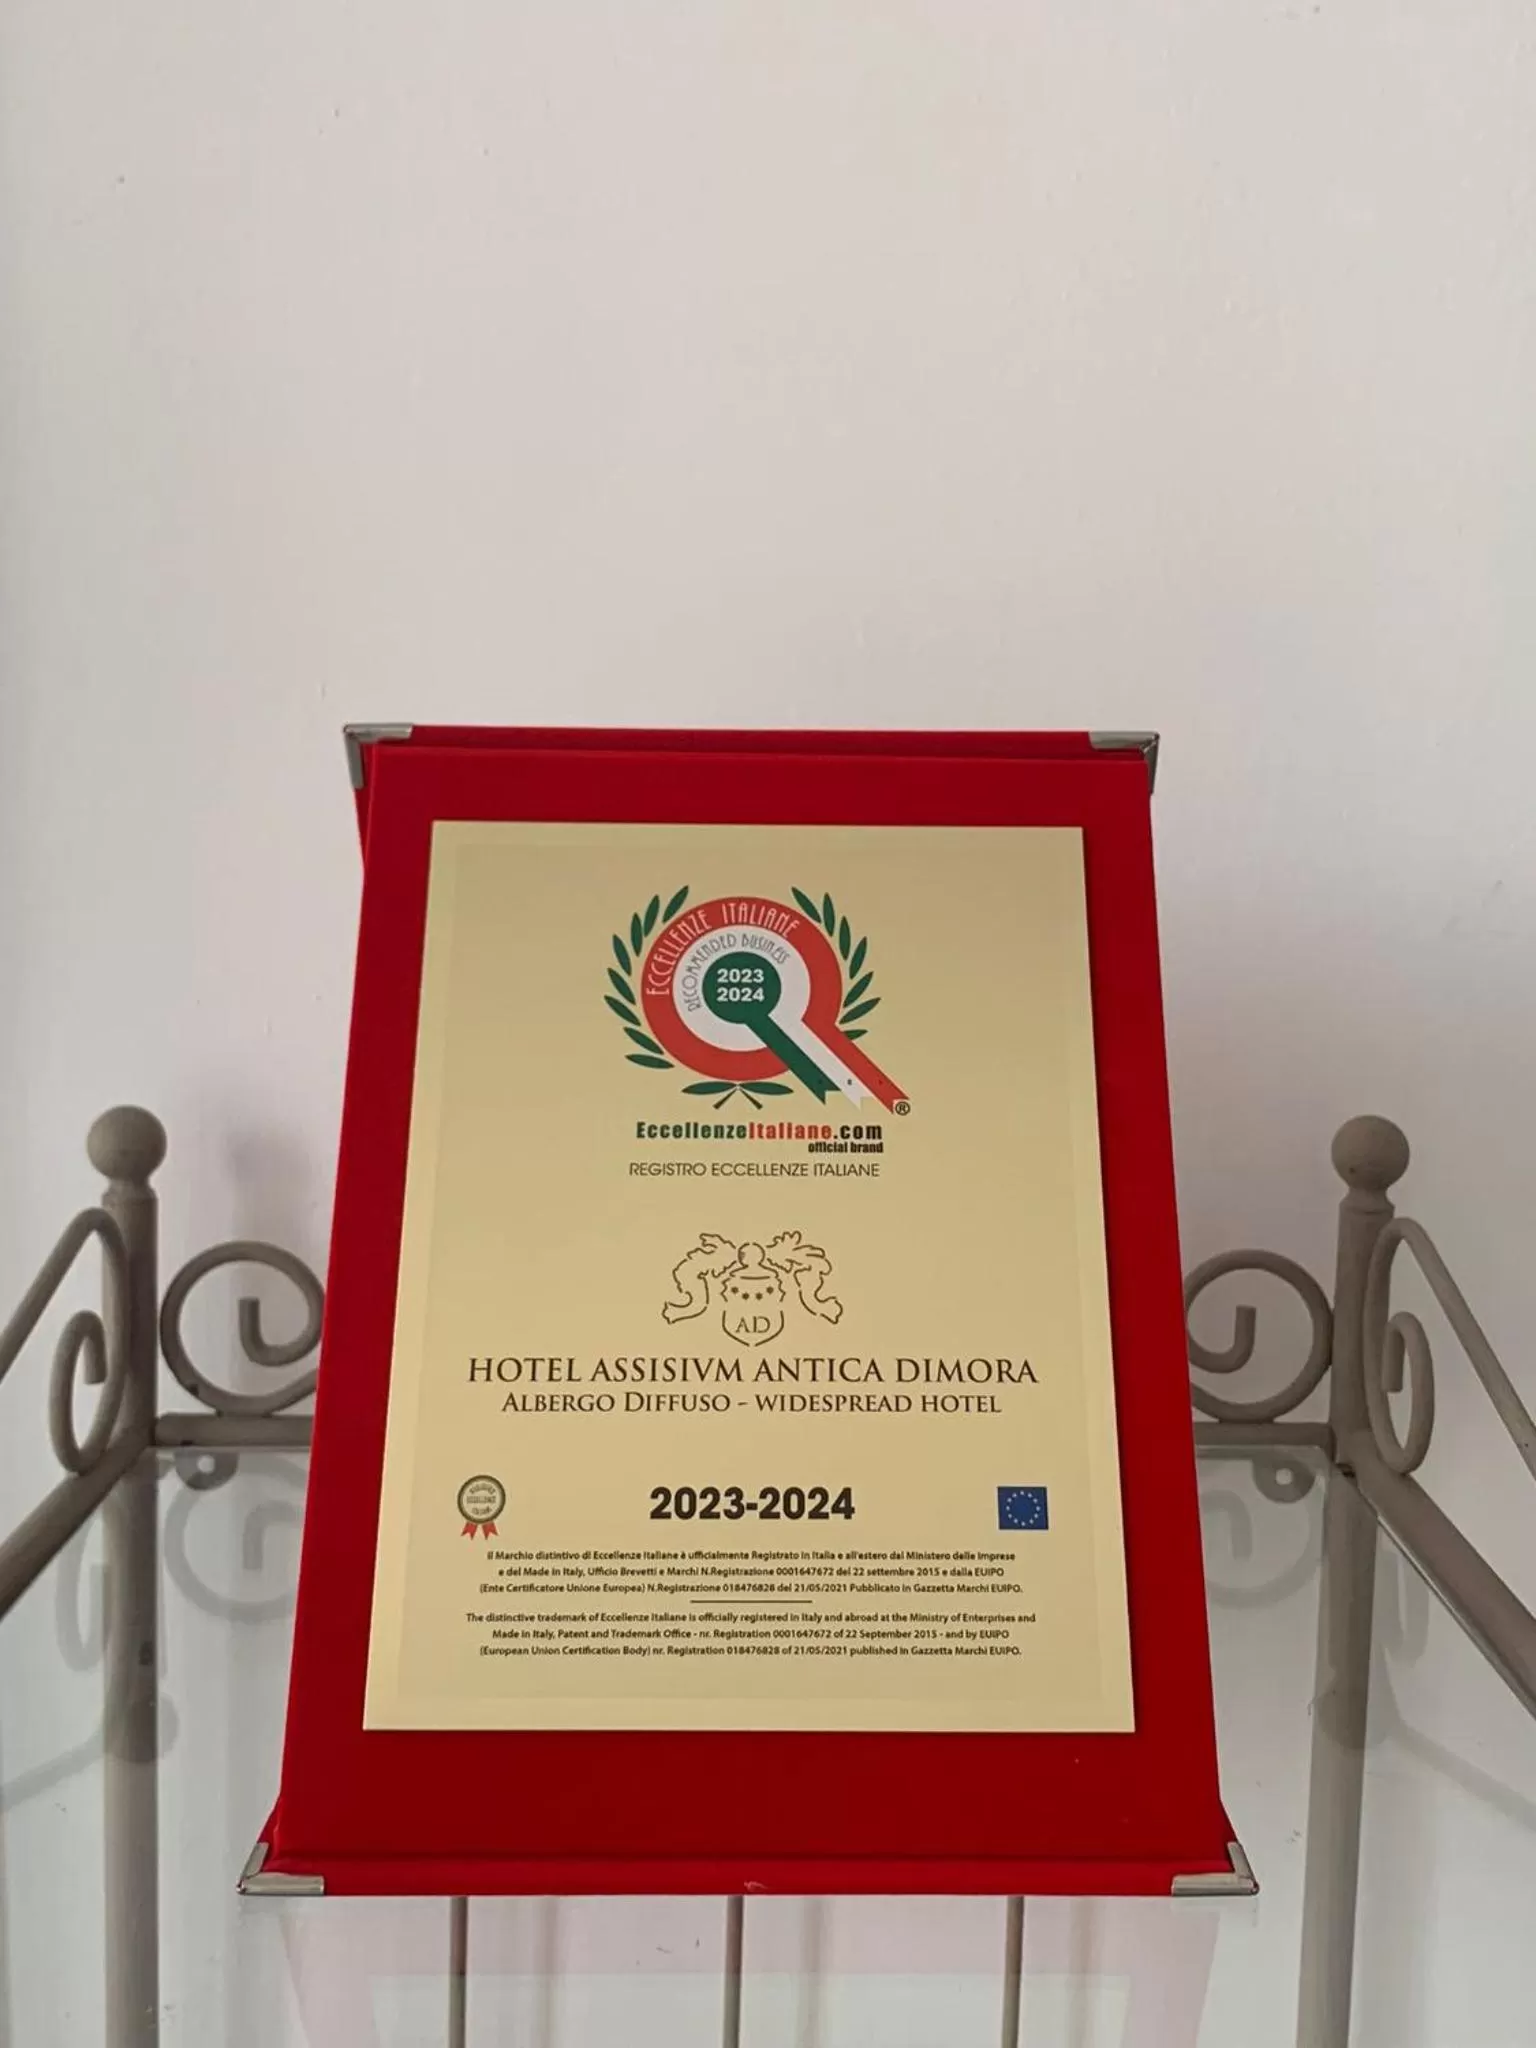 ECCELLENZE ITALIANE
RECOMMENDED BUSINESS
2023
2024
®
EccellenzeItaliane.com
official brand
REGISTRO ECCELLENZE ITALIANE
AD
HOTEL ASSISIVM ANTICA DIMORA
ALBERGO DIFFUSO - WIDESPREAD HOTEL
2023-2024
Il Marchio distintivo di Eccellenze Italiane è ufficialmente Registrato in Italia e all'estero dal Ministero delle Imprese
e del Made in Italy, Ufficio Brevetti e Marchi N.Registrazione 0001647672 del 22 settembre 2015 e dalla EUIPO
(Ente Certificatore Unione Europea) N.Registrazione 018476828 del 21/05/2021 Pubblicato in Gazzetta Marchi EUIPO.
The distinctive trademark of Eccellenze Italiane is officially registered in Italy and abroad at the Ministry of Enterprises and
Made in Italy, Patent and Trademark Office - nr. Registration 0001647672 of 22 September 2015 - and by EUIPO
(European Union Certification Body) nr. Registration 018476828 of 21/05/2021 published in Gazzetta Marchi EUIPO.